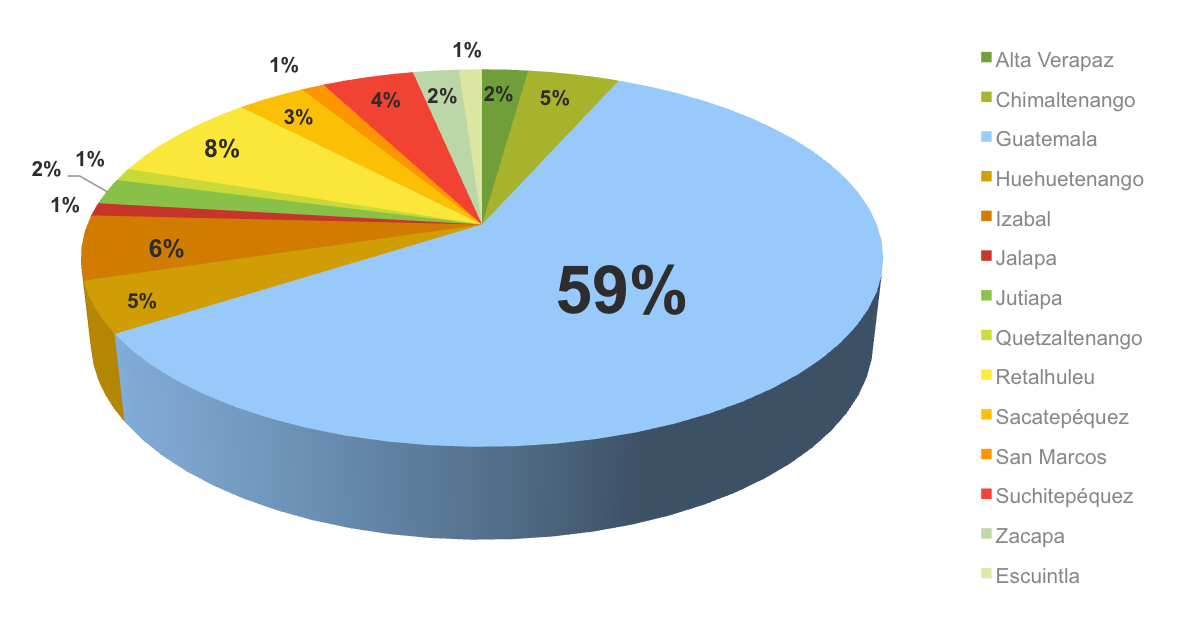 1%
1%
2%
5%
4%
2%
3%
8%
1%
2%
1%
6%
5%
59%
Alta Verapaz
Chimaltenango
Guatemala
Huehuetenango
Izabal
Jalapa
Jutiapa
Quetzaltenango
Retalhuleu
Sacatepéquez
San Marcos
Suchitepéquez
Zacapa
Escuintla